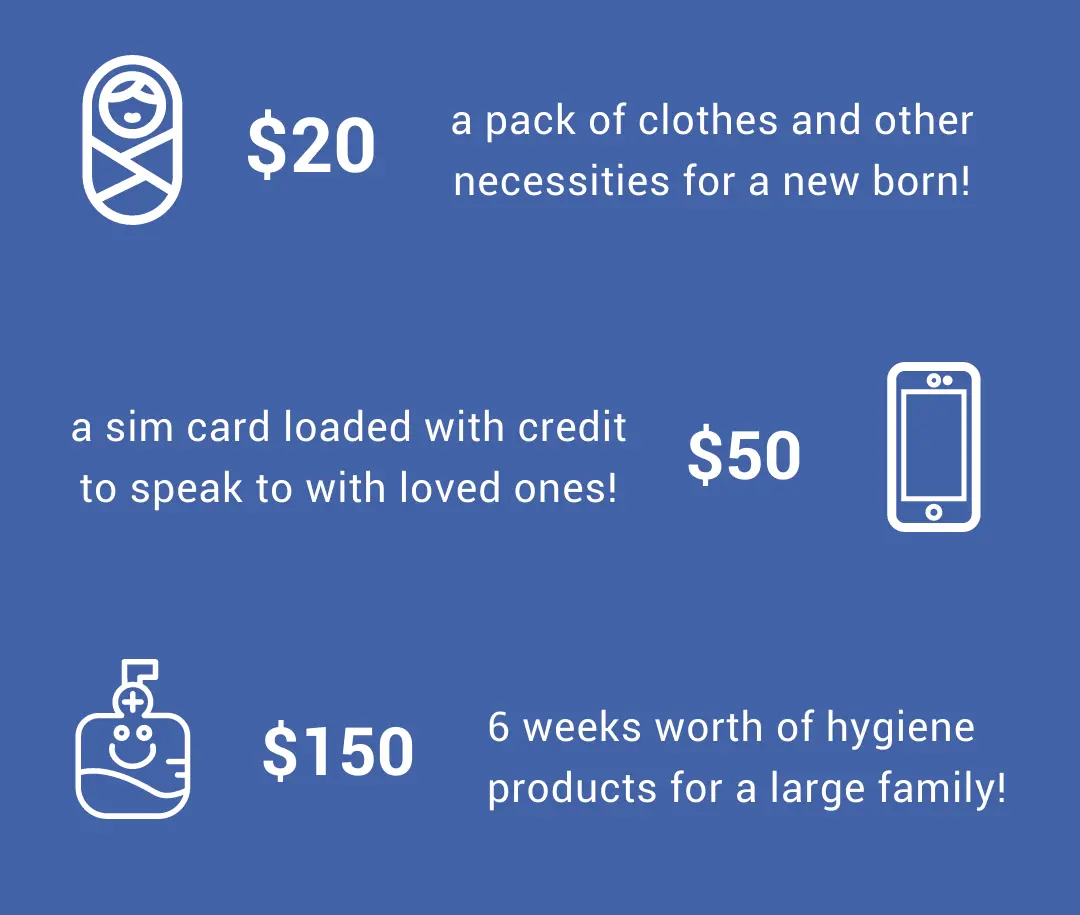 $20
a pack of clothes and other
necessities for a new born!
a sim card loaded with credit
to speak to with loved ones!
$50
$150
6 weeks worth of hygiene
products for a large family!